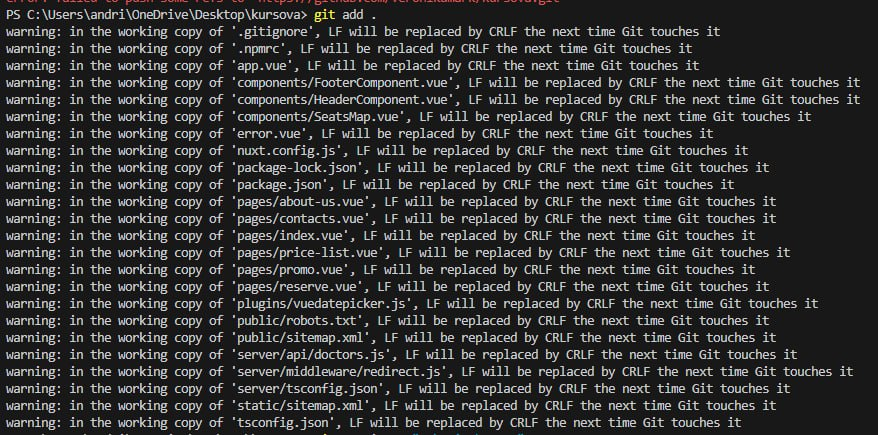 error: failed to push some refs to 'https://github.com/veronikamark/kursova.git'
PS C:\Users\andri\OneDrive\Desktop\kursova> git add .
warning: in the working copy of '.gitignore', LF will be replaced by CRLF the next time Git touches it
warning: in the working copy of '.npmrc', LF will be replaced by CRLF the next time Git touches it
warning: in the working copy of 'app.vue', LF will be replaced by CRLF the next time Git touches it
warning: in the working copy of 'components/FooterComponent.vue', LF will be replaced by CRLF the next time Git touches it
warning: in the working copy of 'components/HeaderComponent.vue', LF will be replaced by CRLF the next time Git touches it
warning: in the working copy of 'components/SeatsMap.vue', LF will be replaced by CRLF the next time Git touches it
warning: in the working copy of 'error.vue', LF will be replaced by CRLF the next time Git touches it
warning: in the working copy of 'nuxt.config.js', LF will be replaced by CRLF the next time Git touches it
warning: in the working copy of 'package-lock.json', LF will be replaced by CRLF the next time Git touches it
warning: in the working copy of 'package.json', LF will be replaced by CRLF the next time Git touches it
warning: in the working copy of 'pages/about-us.vue', LF will be replaced by CRLF the next time Git touches it
warning: in the working copy of 'pages/contacts.vue', LF will be replaced by CRLF the next time Git touches it
warning: in the working copy of 'pages/index.vue', LF will be replaced by CRLF the next time Git touches it
warning: in the working copy of 'pages/price-list.vue', LF will be replaced by CRLF the next time Git touches it
warning: in the working copy of 'pages/promo.vue', LF will be replaced by CRLF the next time Git touches it
warning: in the working copy of 'pages/reserve.vue', LF will be replaced by CRLF the next time Git touches it
warning: in the working copy of 'plugins/vuedatepicker.js', LF will be replaced by CRLF the next time Git touches it
warning: in the working copy of 'public/robots.txt', LF will be replaced by CRLF the next time Git touches it
warning: in the working copy of 'public/sitemap.xml', LF will be replaced by CRLF the next time Git touches it
warning: in the working copy of 'server/api/doctors.js', LF will be replaced by CRLF the next time Git touches it
warning: in the working copy of 'server/middleware/redirect.js', LF will be replaced by CRLF the next time Git touches it
warning: in the working copy of 'server/tsconfig.json', LF will be replaced by CRLF the next time Git touches it
warning: in the working copy of 'static/sitemap.xml', LF will be replaced by CRLF the next time Git touches it
warning: in the working copy of 'tsconfig.json', LF will be replaced by CRLF the next time Git touches it